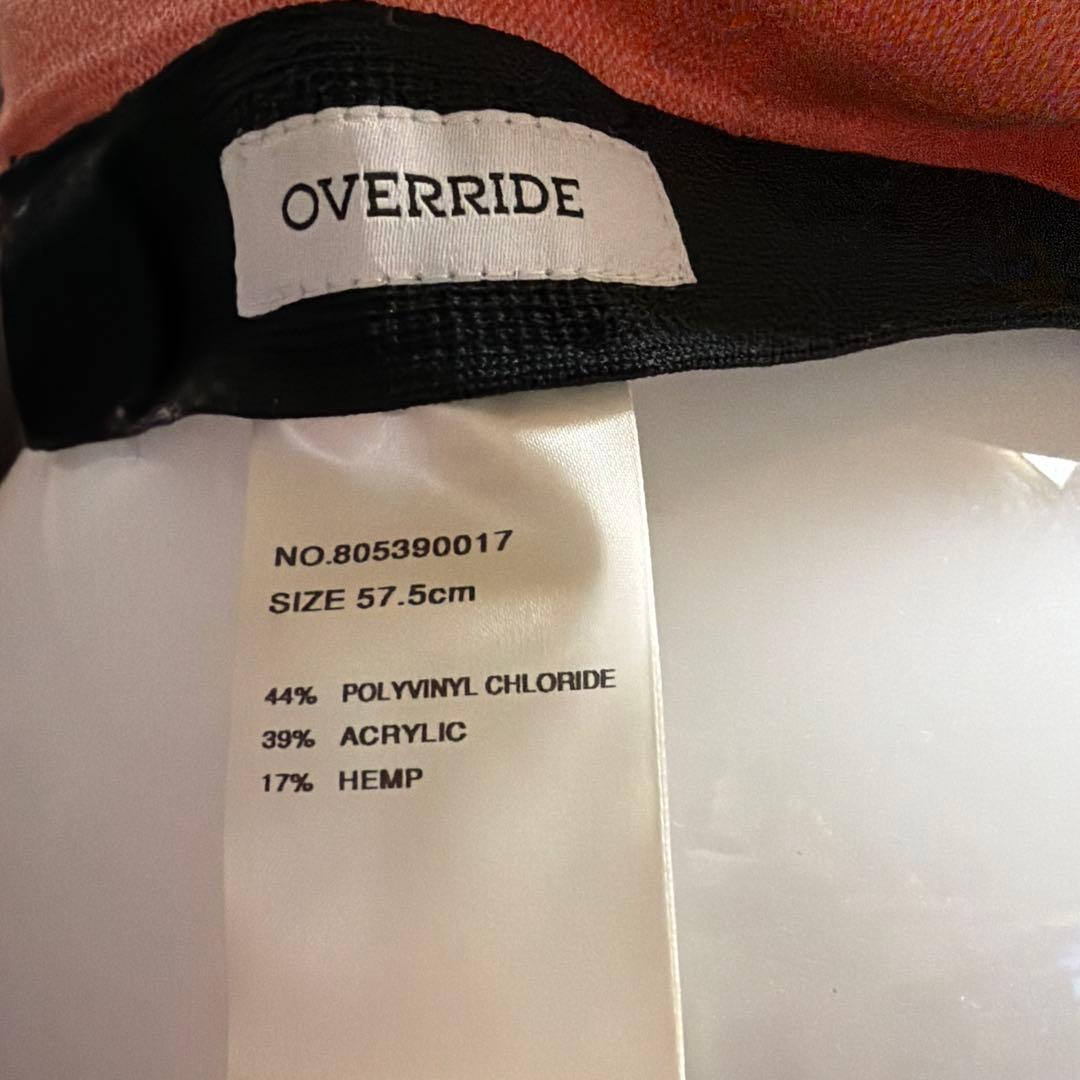 OVERRIDE
NO.805390017
SIZE 57.5cm
44% POLYVINYL CHLORIDE
39% ACRYLIC
17% HEMP